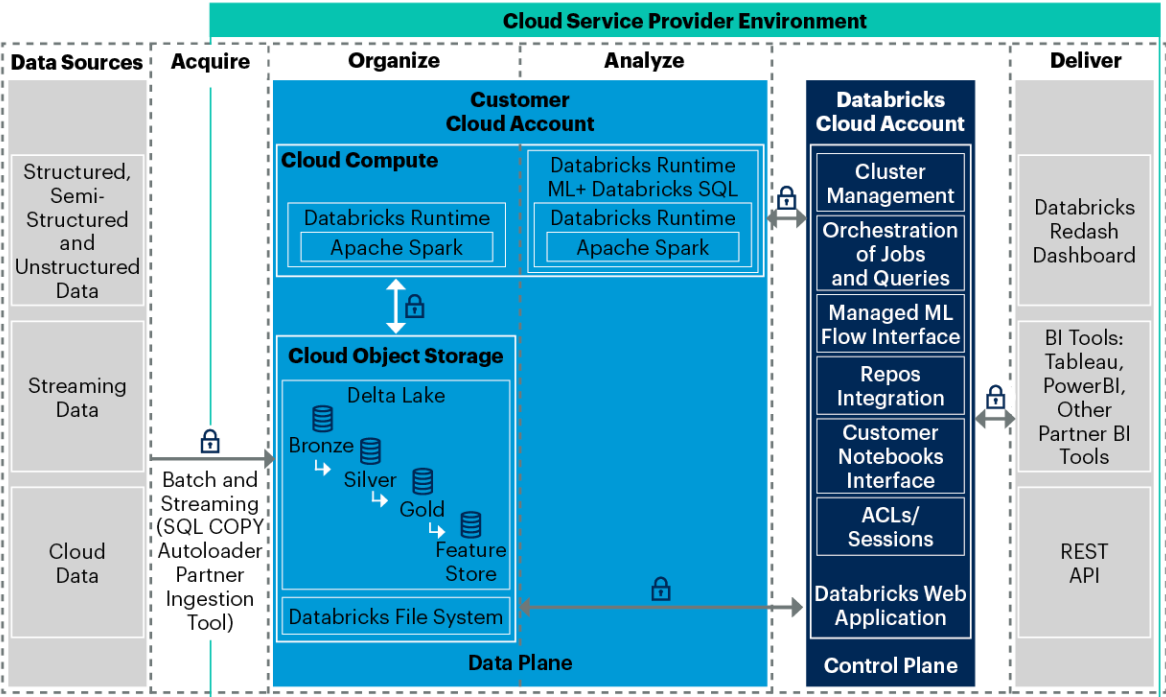 Cloud Service Provider Environment
Data Sources
Acquire
Organize
Analyze
Deliver
Structured,
Semi-
Structured
and
Unstructured
Data
Streaming
Data
Cloud
Data
Batch and
Streaming
(SQL COPY
Autoloader
Partner
Ingestion
Tool)
Customer
Cloud Account
Cloud Compute
Databricks Runtime
Apache Spark
Databricks Runtime
ML+ Databricks SQL
Databricks Runtime
Apache Spark
Cloud Object Storage
Delta Lake
Bronze
Silver
Gold
Feature
Store
Databricks File System
Data Plane
Databricks
Cloud Account
Cluster
Management
Orchestration
of Jobs
and Queries
Managed ML
Flow Interface
Repos
Integration
Customer
Notebooks
Interface
ACLs/
Sessions
Databricks Web
Application
Control Plane
Databricks
Redash
Dashboard
BI Tools:
Tableau,
PowerBI,
Other
Partner BI
Tools
REST
API